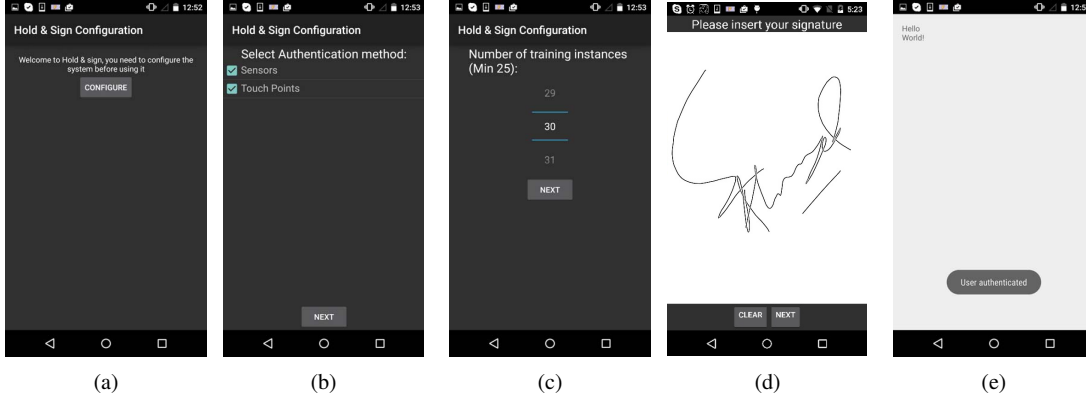 12:52
Hold & Sign Configuration
Welcome to Hold & sign, you need to configure the
system before using it
CONFIGURE
(a)
12:53
Hold & Sign Configuration
Select Authentication method:
Sensors
Touch Points
NEXT
(b)
12:53
Hold & Sign Configuration
Number of training instances
(Min 25):
29
30
31
NEXT
(c)
5:23
Please insert your signature
CLEAR NEXT
(d)
Hello
World!
User authenticated
(e)